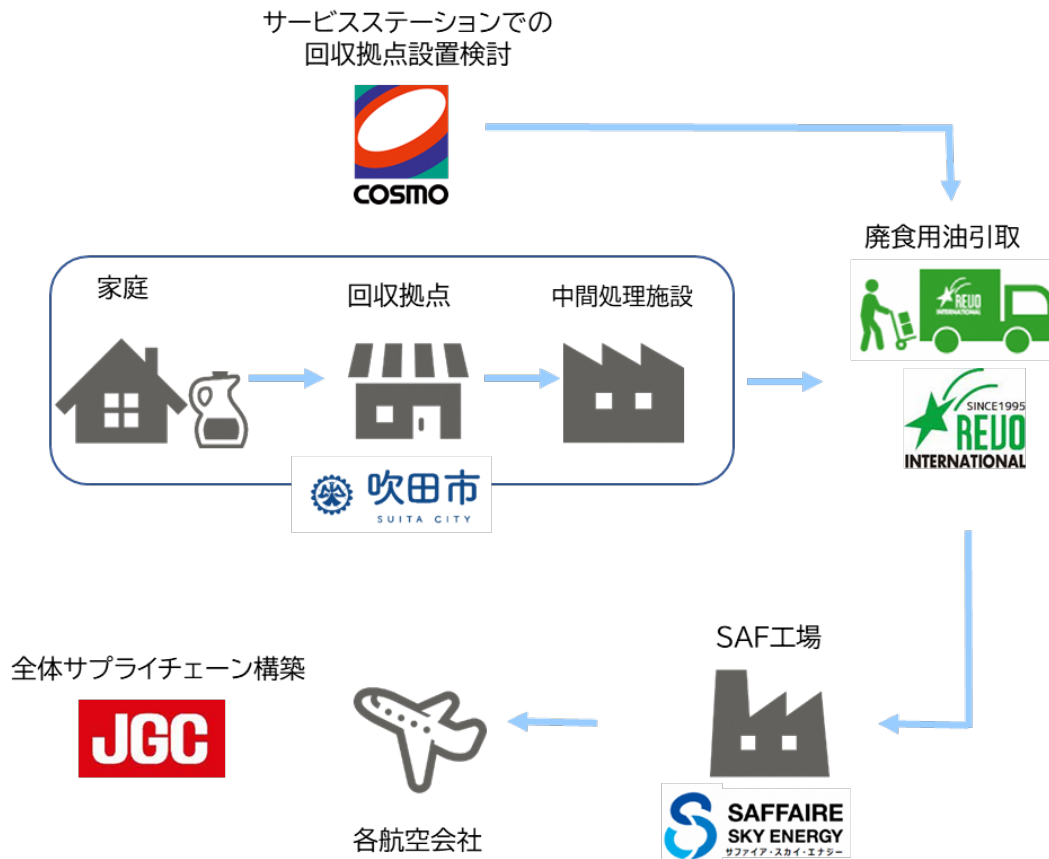 サービスステーションでの
回収拠点設置検討
COSMO
廃食用油引取
REVO
INTERNATIONAL
SINCE1995
REVO
INTERNATIONAL
家庭
回収拠点
中間処理施設
吹田市
SUITA CITY
SAF工場
SAFFAIRE
SKY ENERGY
サファイア・スカイ・エナジー
各航空会社
全体サプライチェーン構築
JGC